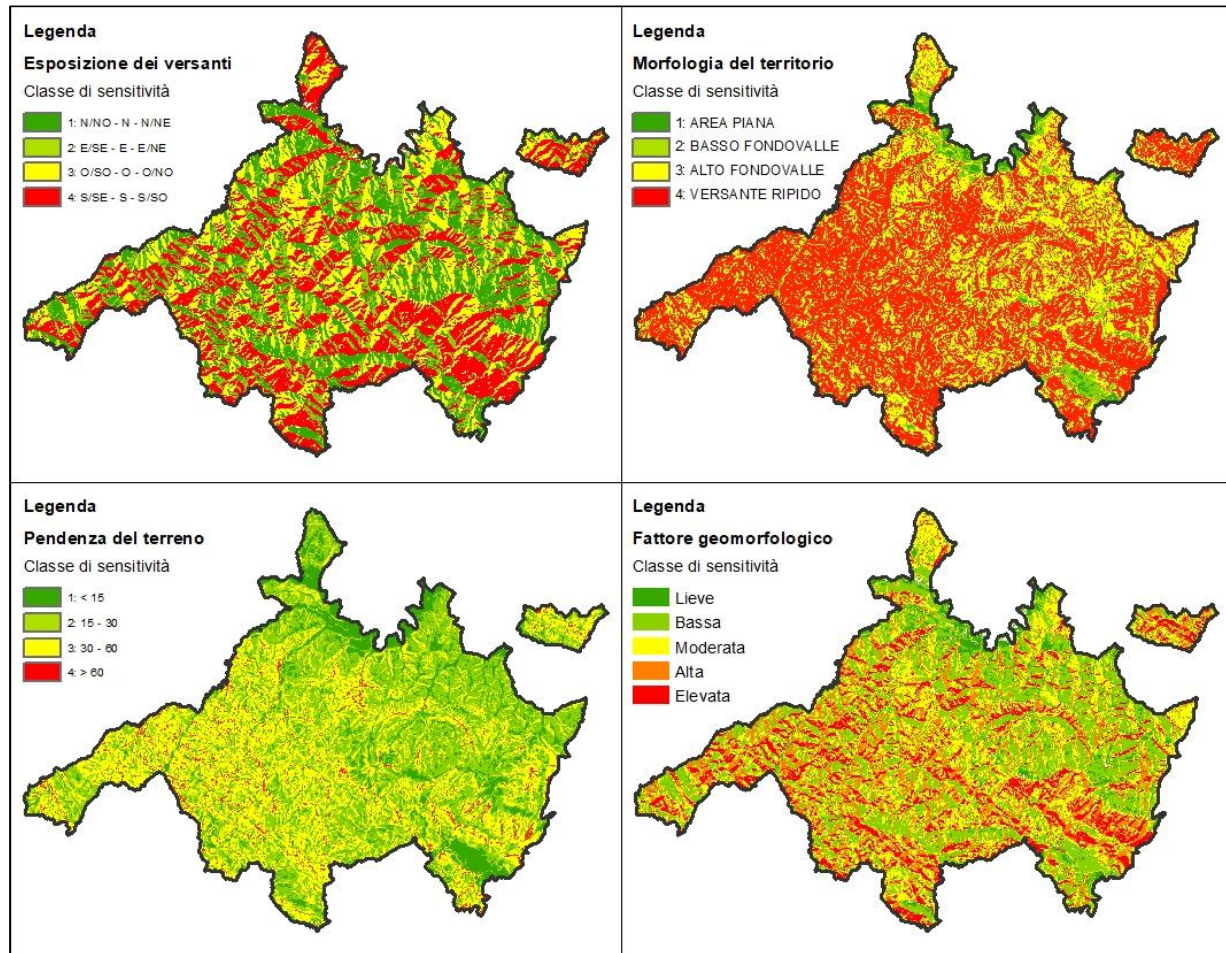 Legenda
Esposizione dei versanti
Classe di sensitività
1: N/NO - N - N/NE
2: E/SE - E - E/NE
3: O/SO - O - O/NO
4: S/SE - S - S/SO
Legenda
Morfologia del territorio
Classe di sensitività
1: AREA PIANA
2: BASSO FONDOVALLE
3: ALTO FONDOVALLE
4: VERSANTE RIPIDO
Legenda
Pendenza del terreno
Classe di sensitività
1: < 15
2: 15 - 30
3: 30 - 60
4: > 60
Legenda
Fattore geomorfologico
Classe di sensitività
Lieve
Bassa
Moderata
Alta
Elevata